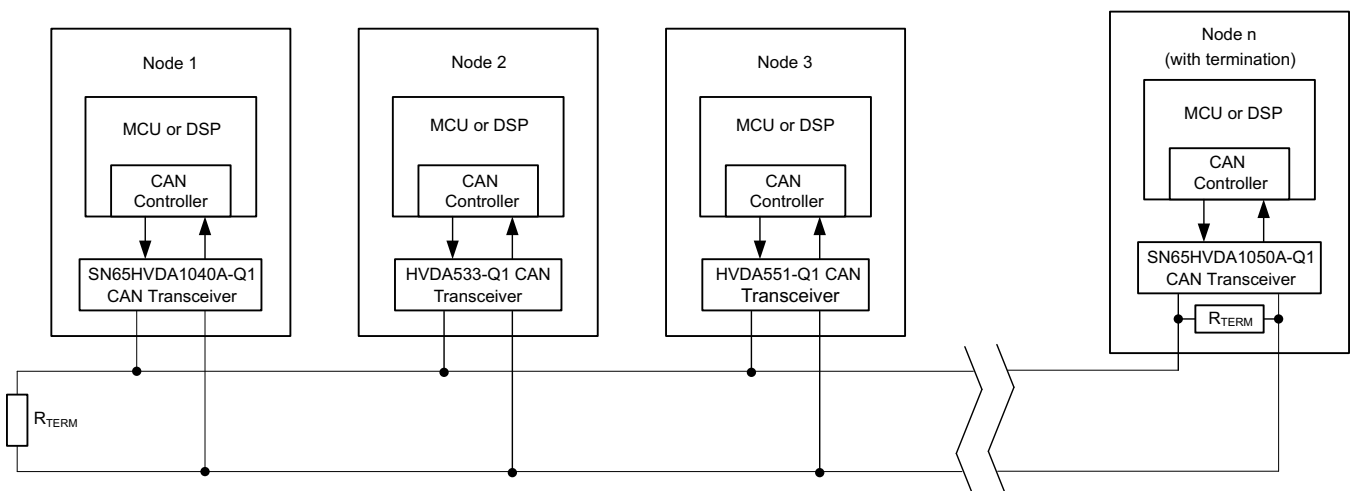 Node 1
MCU or DSP
CAN
Controller
SN65HVDA1040A-Q1
CAN Transceiver
Node 2
MCU or DSP
CAN
Controller
HVDA533-Q1 CAN
Transceiver
Node 3
MCU or DSP
CAN
Controller
HVDA551-Q1 CAN
Transceiver
Node n
(with termination)
MCU or DSP
CAN
Controller
SN65HVDA1050A-Q1
CAN Transceiver
RTERM
RTERM